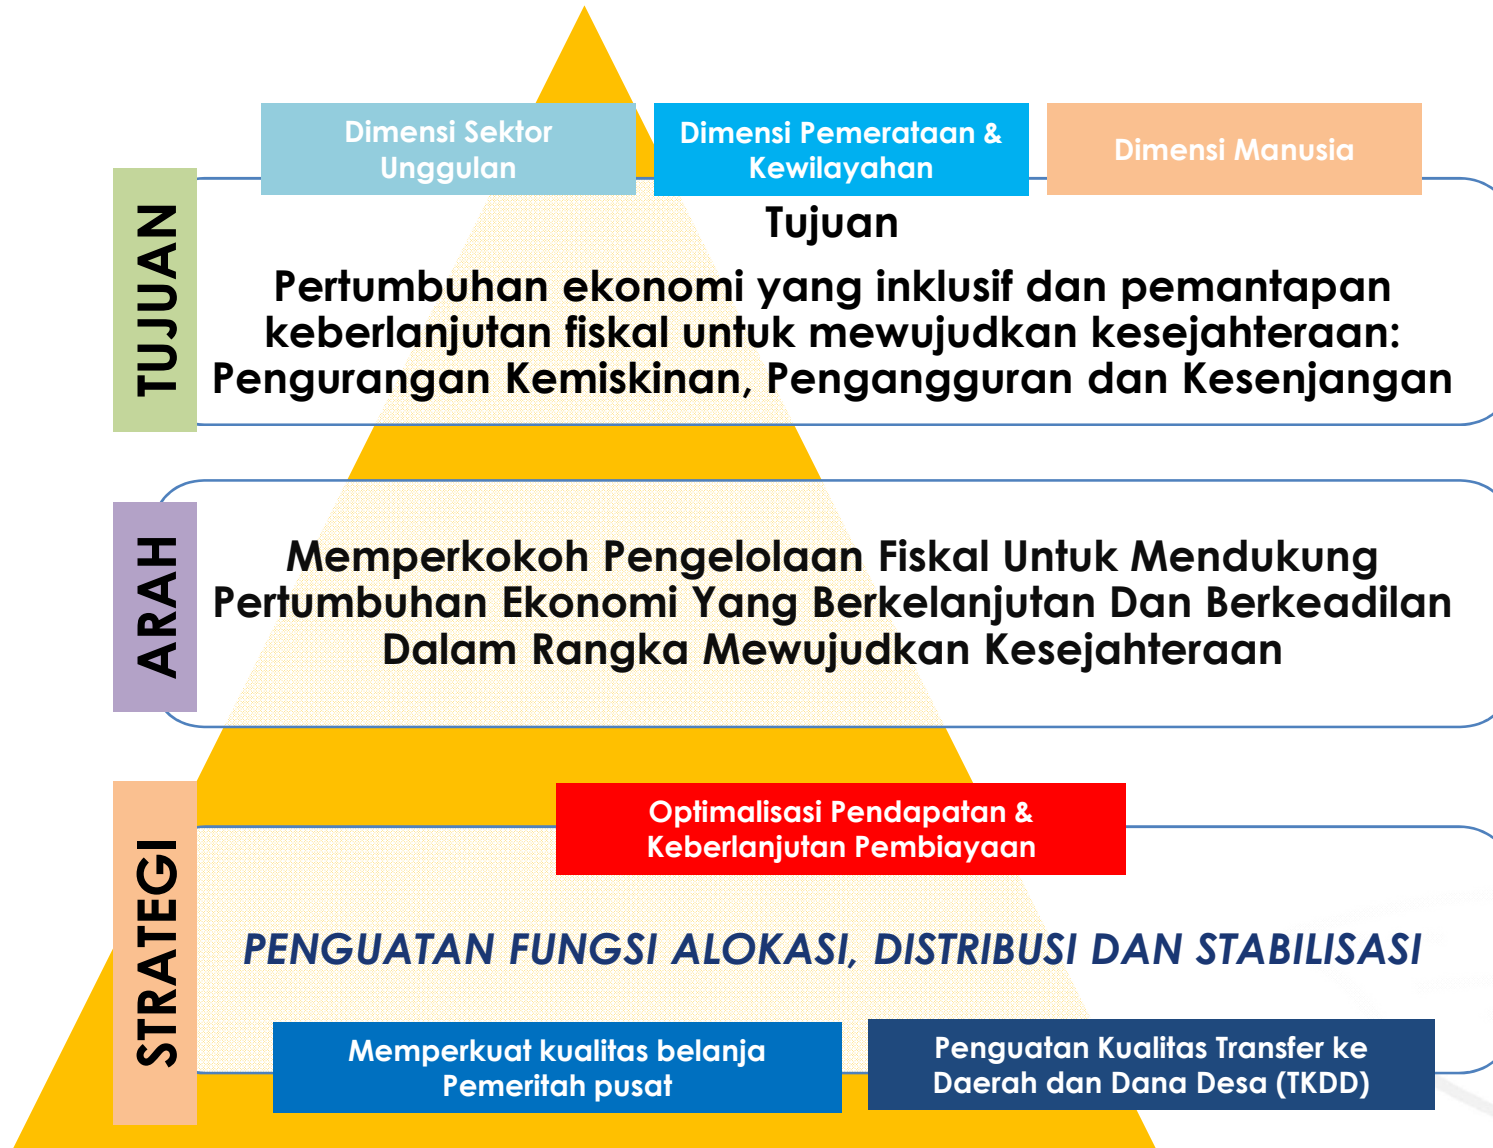 Dimensi Sektor
Unggulan
Dimensi Pemerataan &
Kewilayahan
Dimensi Manusia
TUJUAN
Tujuan
Pertumbuhan ekonomi yang inklusif dan pemantapan
keberlanjutan fiskal untuk mewujudkan kesejahteraan:
Pengurangan Kemiskinan, Pengangguran dan Kesenjangan
ARAH
Memperkokoh Pengelolaan Fiskal Untuk Mendukung
Pertumbuhan Ekonomi Yang Berkelanjutan Dan Berkeadilan
Dalam Rangka Mewujudkan Kesejahteraan
STRATEGI
Optimalisasi Pendapatan &
Keberlanjutan Pembiayaan
PENGUATAN FUNGSI ALOKASI, DISTRIBUSI DAN STABILISASI
Memperkuat kualitas belanja
Pemeritah pusat
Penguatan Kualitas Transfer ke
Daerah dan Dana Desa (TKDD)